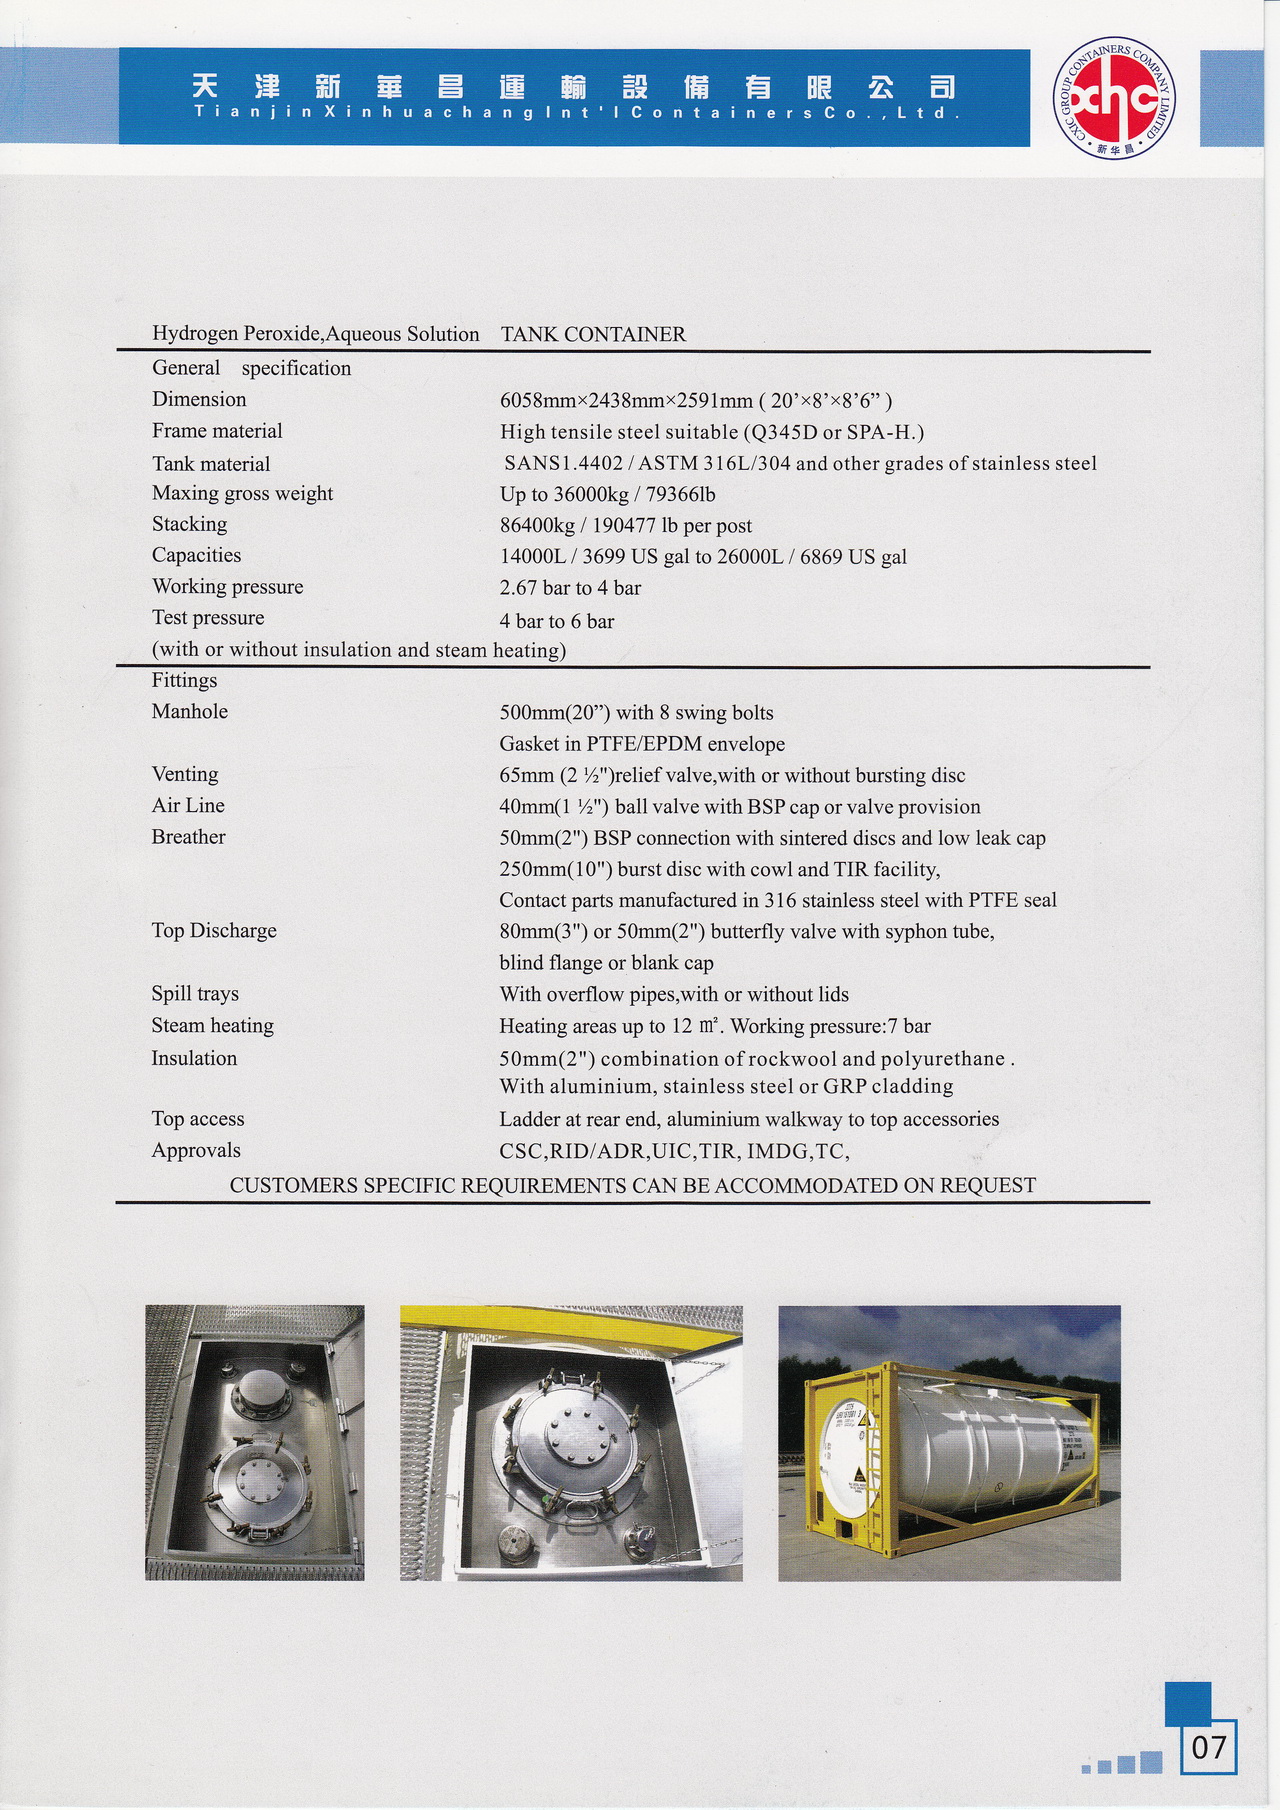 天津新華昌運輸設備有限公司
Tianjin Xinhuachang Int'l Containers Co.,Ltd.
CXIC GROUP CONTAINERS COMPANY LIMITED
xhc
新华昌
Hydrogen Peroxide,Aqueous Solution TANK CONTAINER
General specification
Dimension 6058mm×2438mm×2591mm ( 20’×8’×8’6” )
Frame material High tensile steel suitable (Q345D or SPA-H.)
Tank material SANS1.4402 / ASTM 316L/304 and other grades of stainless steel
Maxing gross weight Up to 36000kg / 79366lb
Stacking 86400kg / 190477 lb per post
Capacities 14000L / 3699 US gal to 26000L / 6869 US gal
Working pressure 2.67 bar to 4 bar
Test pressure 4 bar to 6 bar
(with or without insulation and steam heating)
Fittings
Manhole 500mm(20”) with 8 swing bolts
Gasket in PTFE/EPDM envelope
Venting 65mm (2 ½")relief valve,with or without bursting disc
Air Line 40mm(1 ½") ball valve with BSP cap or valve provision
Breather 50mm(2") BSP connection with sintered discs and low leak cap
250mm(10") burst disc with cowl and TIR facility,
Contact parts manufactured in 316 stainless steel with PTFE seal
Top Discharge 80mm(3") or 50mm(2") butterfly valve with syphon tube,
blind flange or blank cap
Spill trays With overflow pipes,with or without lids
Steam heating Heating areas up to 12 ㎡. Working pressure:7 bar
Insulation 50mm(2") combination of rockwool and polyurethane .
With aluminium, stainless steel or GRP cladding
Top access Ladder at rear end, aluminium walkway to top accessories
Approvals CSC,RID/ADR,UIC,TIR, IMDG,TC,
CUSTOMERS SPECIFIC REQUIREMENTS CAN BE ACCOMMODATED ON REQUEST
07